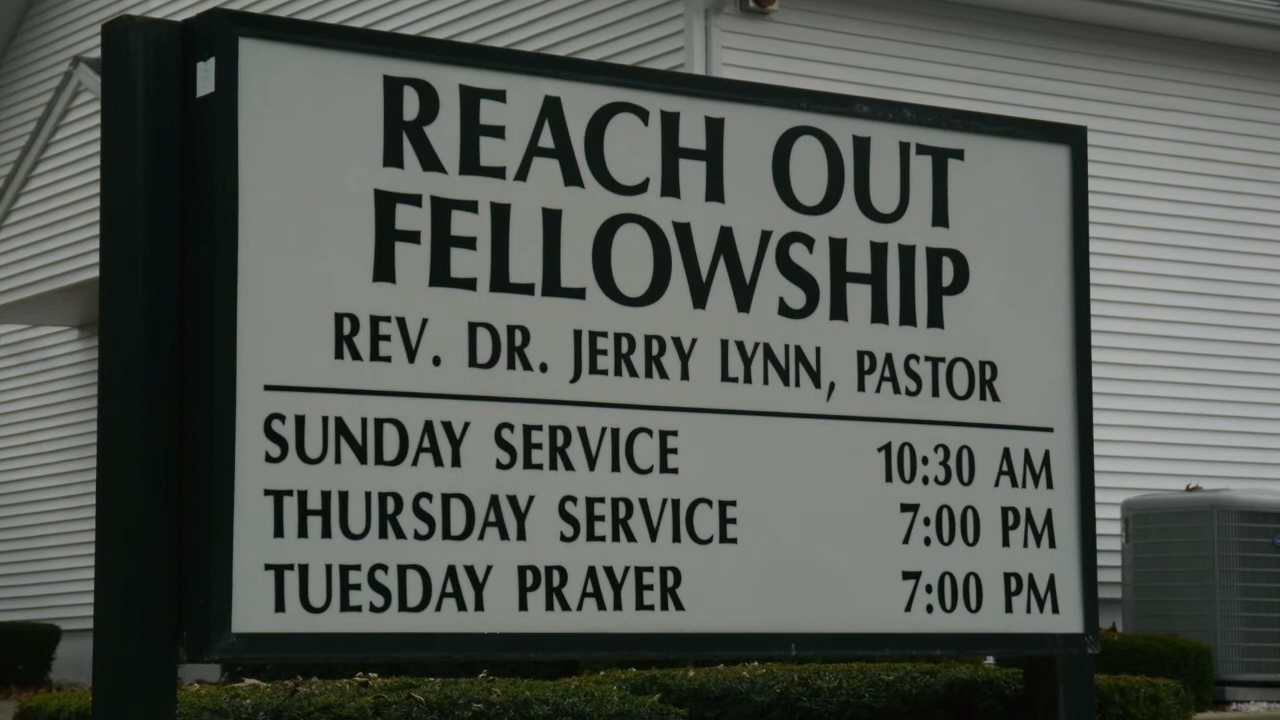 REACH OUT
FELLOWSHIP
REV. DR. JERRY LYNN, PASTOR
SUNDAY SERVICE 10:30 AM
THURSDAY SERVICE 7:00 PM
TUESDAY PRAYER 7:00 PM